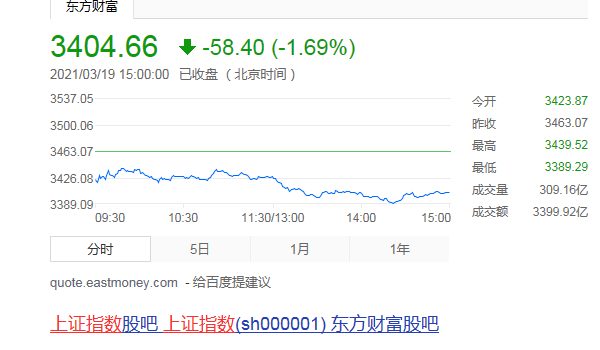 东方财富
3404.66 -58.40 (-1.69%)
2021/03/19 15:00:00 已收盘 （北京时间）
3537.05
3500.06
3463.07
3426.08
3389.09
09:30 10:30 11:30/13:00 14:00 15:00
今开 3423.87
昨收 3463.07
最高 3439.52
最低 3389.29
成交量 309.16亿
成交额 3399.92亿
分时 5日 1月 1年
quote.eastmoney.com - 给百度提建议
上证指数股吧 上证指数(sh000001) 东方财富股吧